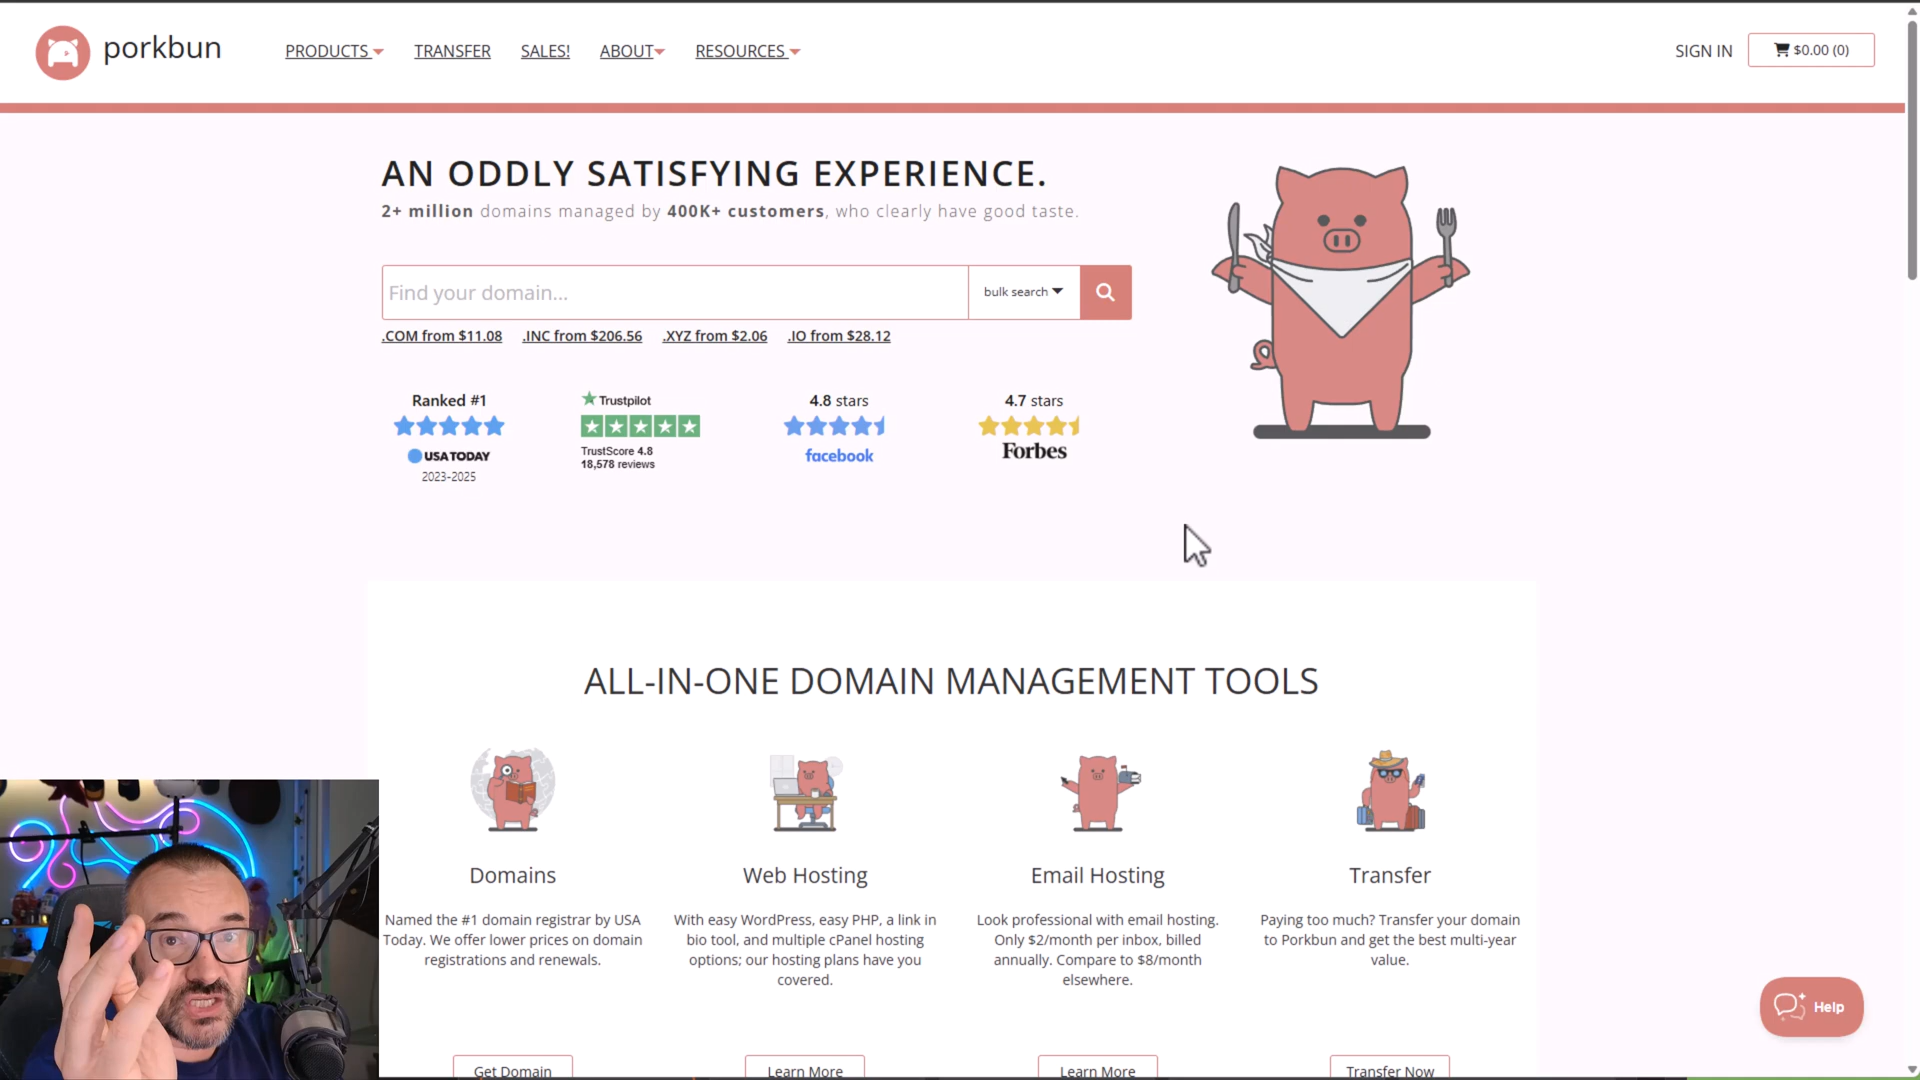 porkbun
PRODUCTS
TRANSFER
SALES!
ABOUT
RESOURCES
SIGN IN
$0.00 (0)
AN ODDLY SATISFYING EXPERIENCE.
2+ million domains managed by 400K+ customers, who clearly have good taste.
Find your domain...
bulk search
.COM from $11.08
.INC from $206.56
.XYZ from $2.06
.IO from $28.12
Ranked #1
USA TODAY
2023-2025
Trustpilot
TrustScore 4.8
18,578 reviews
4.8 stars
facebook
4.7 stars
Forbes
ALL-IN-ONE DOMAIN MANAGEMENT TOOLS
Domains
Named the #1 domain registrar by USA
Today. We offer lower prices on domain
registrations and renewals.
Get Domain
Web Hosting
With easy WordPress, easy PHP, a link in
bio tool, and multiple cPanel hosting
options; our hosting plans have you
covered.
Learn More
Email Hosting
Look professional with email hosting.
Only $2/month per inbox, billed
annually. Compare to $8/month
elsewhere.
Learn More
Transfer
Paying too much? Transfer your domain
to Porkbun and get the best multi-year
value.
Transfer Now
Help